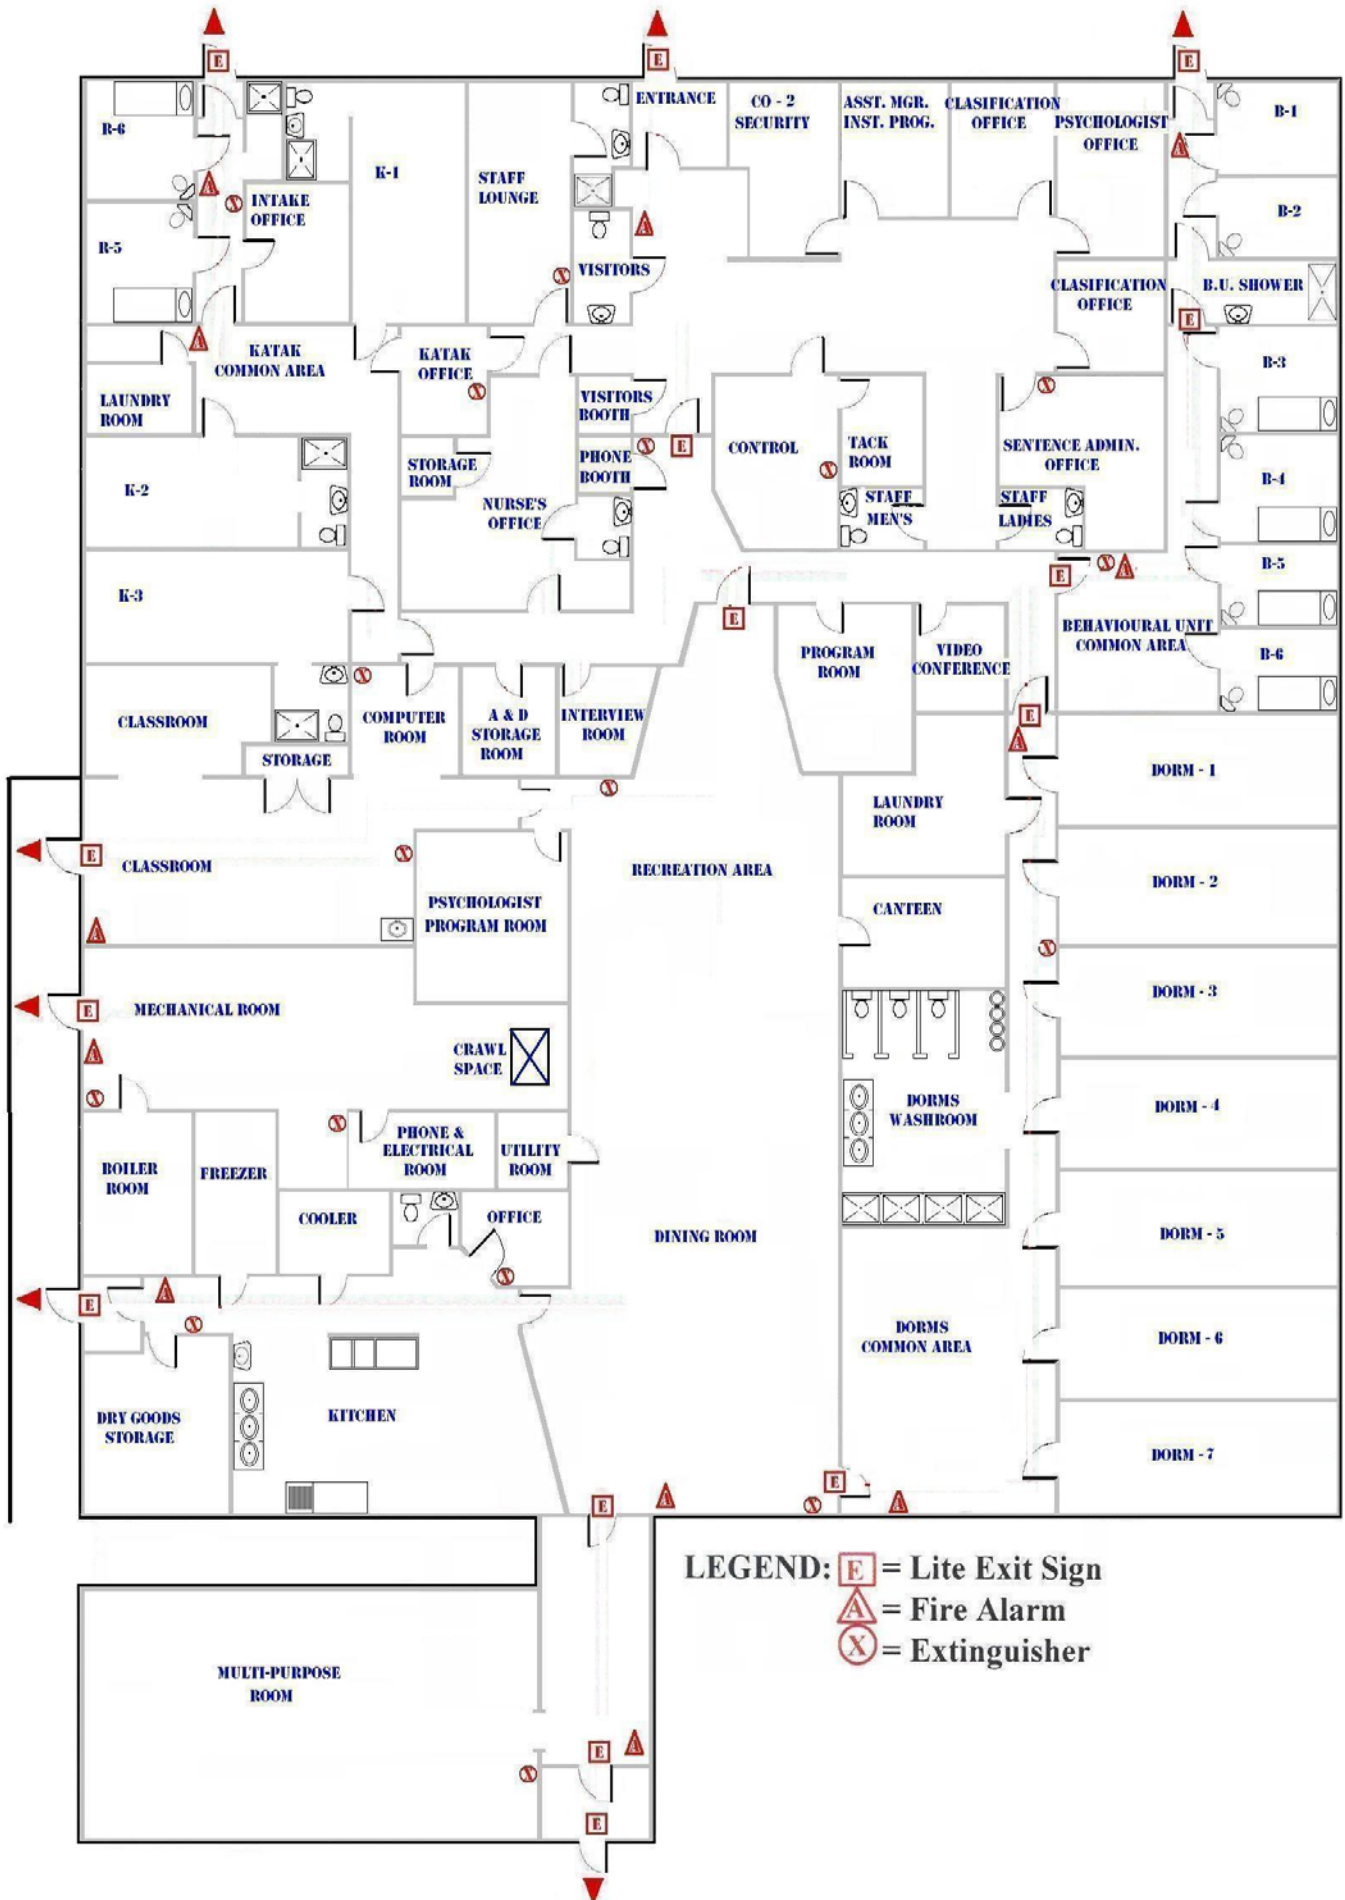 E
E
E
ENTRANCE
CO - 2
SECURITY
ASST. MGR.
INST. PROG.
CLASIFICATION
OFFICE
PSYCHOLOGIST
OFFICE
B-1
R-6
A
A
K-1
STAFF
LOUNGE
INTAKE
OFFICE
X
A
B-2
R-5
X
VISITORS
CLASIFICATION
OFFICE
B.U. SHOWER
E
A
KATAK
COMMON AREA
KATAK
OFFICE
X
B-3
X
LAUNDRY
ROOM
VISITORS
BOOTH
X
E
CONTROL
TACK
ROOM
SENTENCE ADMIN.
OFFICE
PHONE
BOOTH
STORAGE
ROOM
X
B-4
K-2
NURSE'S
OFFICE
STAFF
MEN'S
STAFF
LADIES
E
X
A
B-5
K-3
E
BEHAVIOURAL UNIT
COMMON AREA
PROGRAM
ROOM
VIDEO
CONFERENCE
B-6
X
CLASSROOM
COMPUTER
ROOM
A & D
STORAGE
ROOM
INTERVIEW
ROOM
E
A
STORAGE
DORM - 1
X
LAUNDRY
ROOM
E
CLASSROOM
X
RECREATION AREA
DORM - 2
PSYCHOLOGIST
PROGRAM ROOM
CANTEEN
A
X
DORM - 3
E
MECHANICAL ROOM
A
CRAWL
SPACE
X
DORMS
WASHROOM
DORM - 4
X
PHONE &
ELECTRICAL
ROOM
UTILITY
ROOM
BOILER
ROOM
FREEZER
COOLER
OFFICE
DINING ROOM
DORM - 5
X
E
A
X
DORMS
COMMON AREA
DORM - 6
DRY GOODS
STORAGE
KITCHEN
DORM - 7
E
E
A
X
A
LEGEND: E = Lite Exit Sign
A = Fire Alarm
X = Extinguisher
MULTI-PURPOSE
ROOM
E
A
X
E